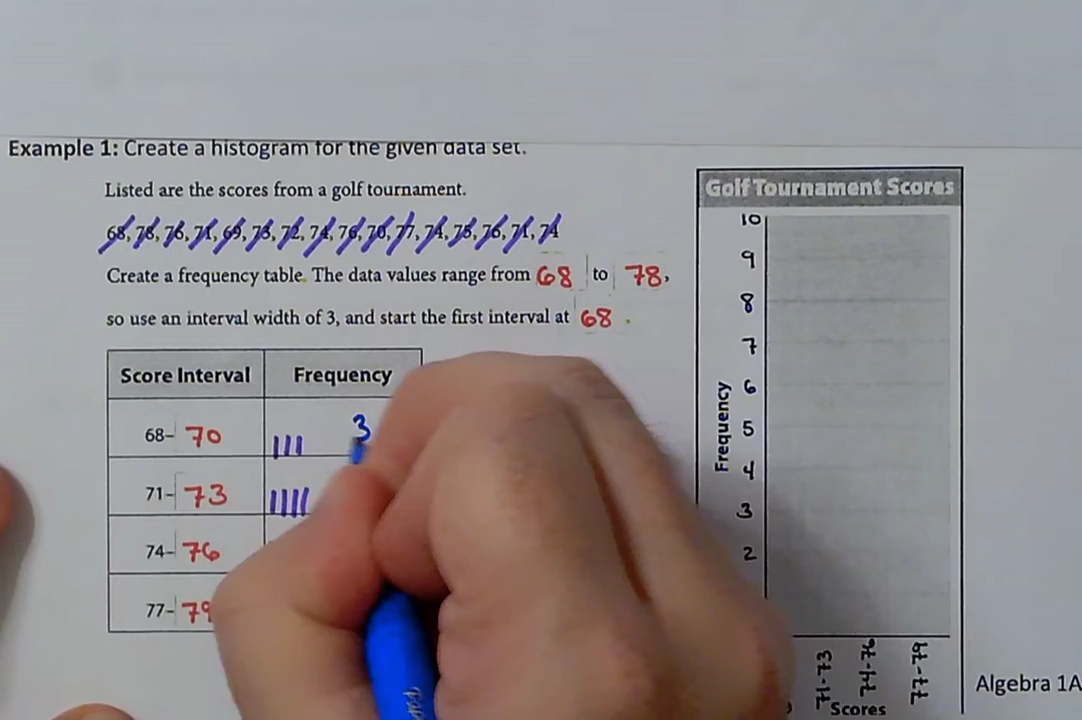 Example 1: Create a histogram for the given data set.
Listed are the scores from a golf tournament.
68, 78, 76, 71, 69, 73, 72, 74, 76, 70, 77, 74, 75, 76, 71, 74
Create a frequency table. The data values range from 68 to 78,
so use an interval width of 3, and start the first interval at 68.
Score Interval Frequency
68-70 ||| 3
71-73 ||||
74-76
77-79
Golf Tournament Scores
10
9
8
7
6
5
4
3
2
Frequency
71-73
74-76
77-79
Scores
Algebra 1A